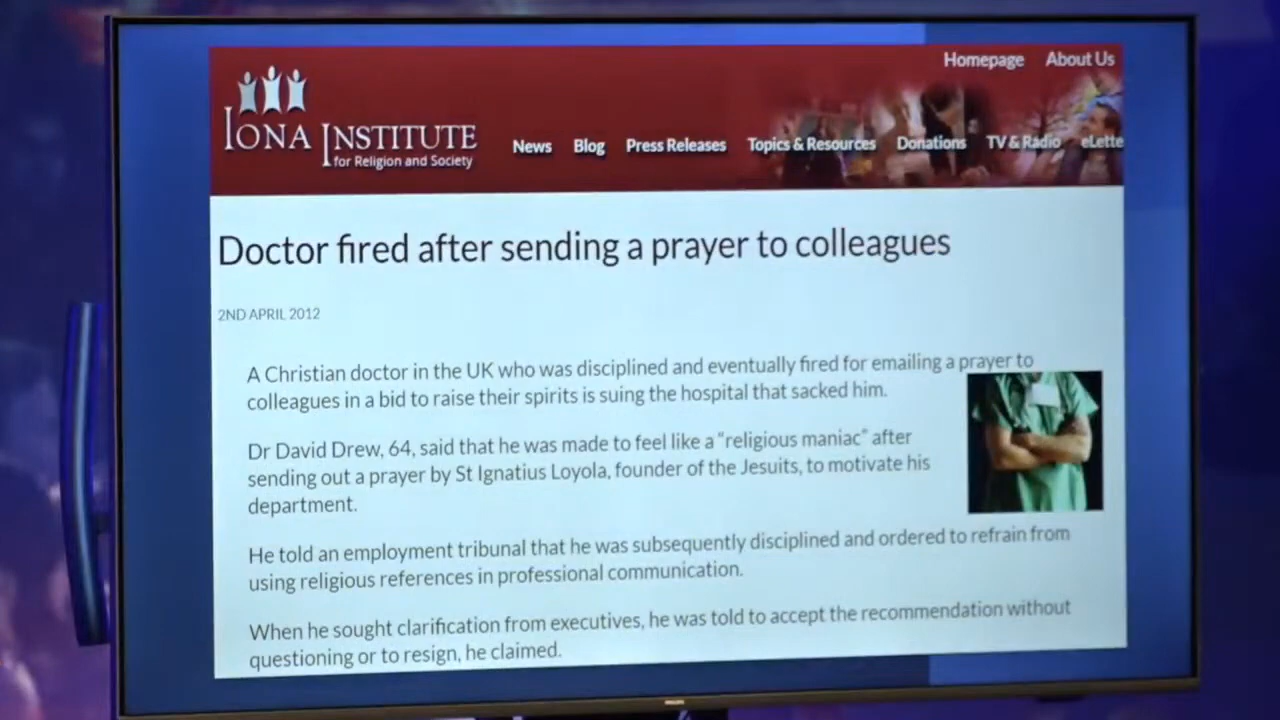 Homepage About Us
IONA INSTITUTE
for Religion and Society
News Blog Press Releases Topics & Resources Donations TV & Radio eLette
Doctor fired after sending a prayer to colleagues
2ND APRIL 2012
A Christian doctor in the UK who was disciplined and eventually fired for emailing a prayer to
colleagues in a bid to raise their spirits is suing the hospital that sacked him.
Dr David Drew, 64, said that he was made to feel like a “religious maniac” after
sending out a prayer by St Ignatius Loyola, founder of the Jesuits, to motivate his
department.
He told an employment tribunal that he was subsequently disciplined and ordered to refrain from
using religious references in professional communication.
When he sought clarification from executives, he was told to accept the recommendation without
questioning or to resign, he claimed.
PHILIPS